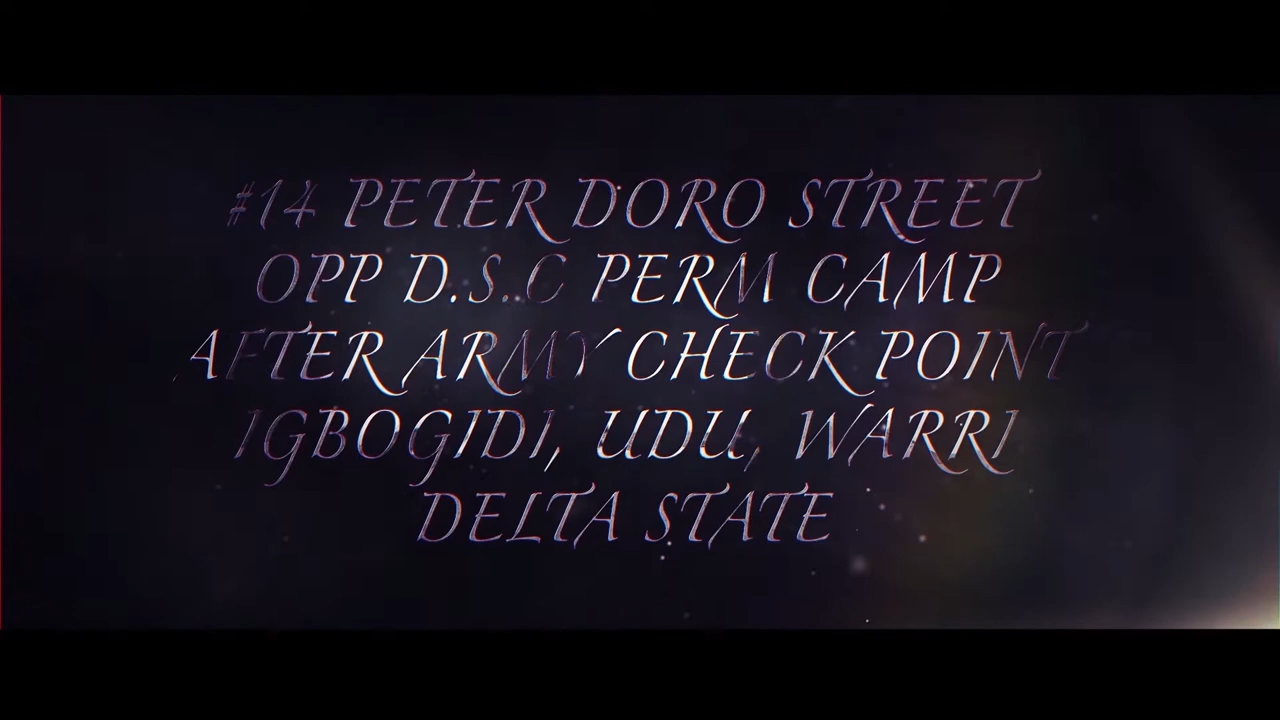 #14 PETER DORO STREET
OPP D.S.C PERM CAMP
AFTER ARMY CHECK POINT
IGBOGIDI, UDU, WARRI
DELTA STATE